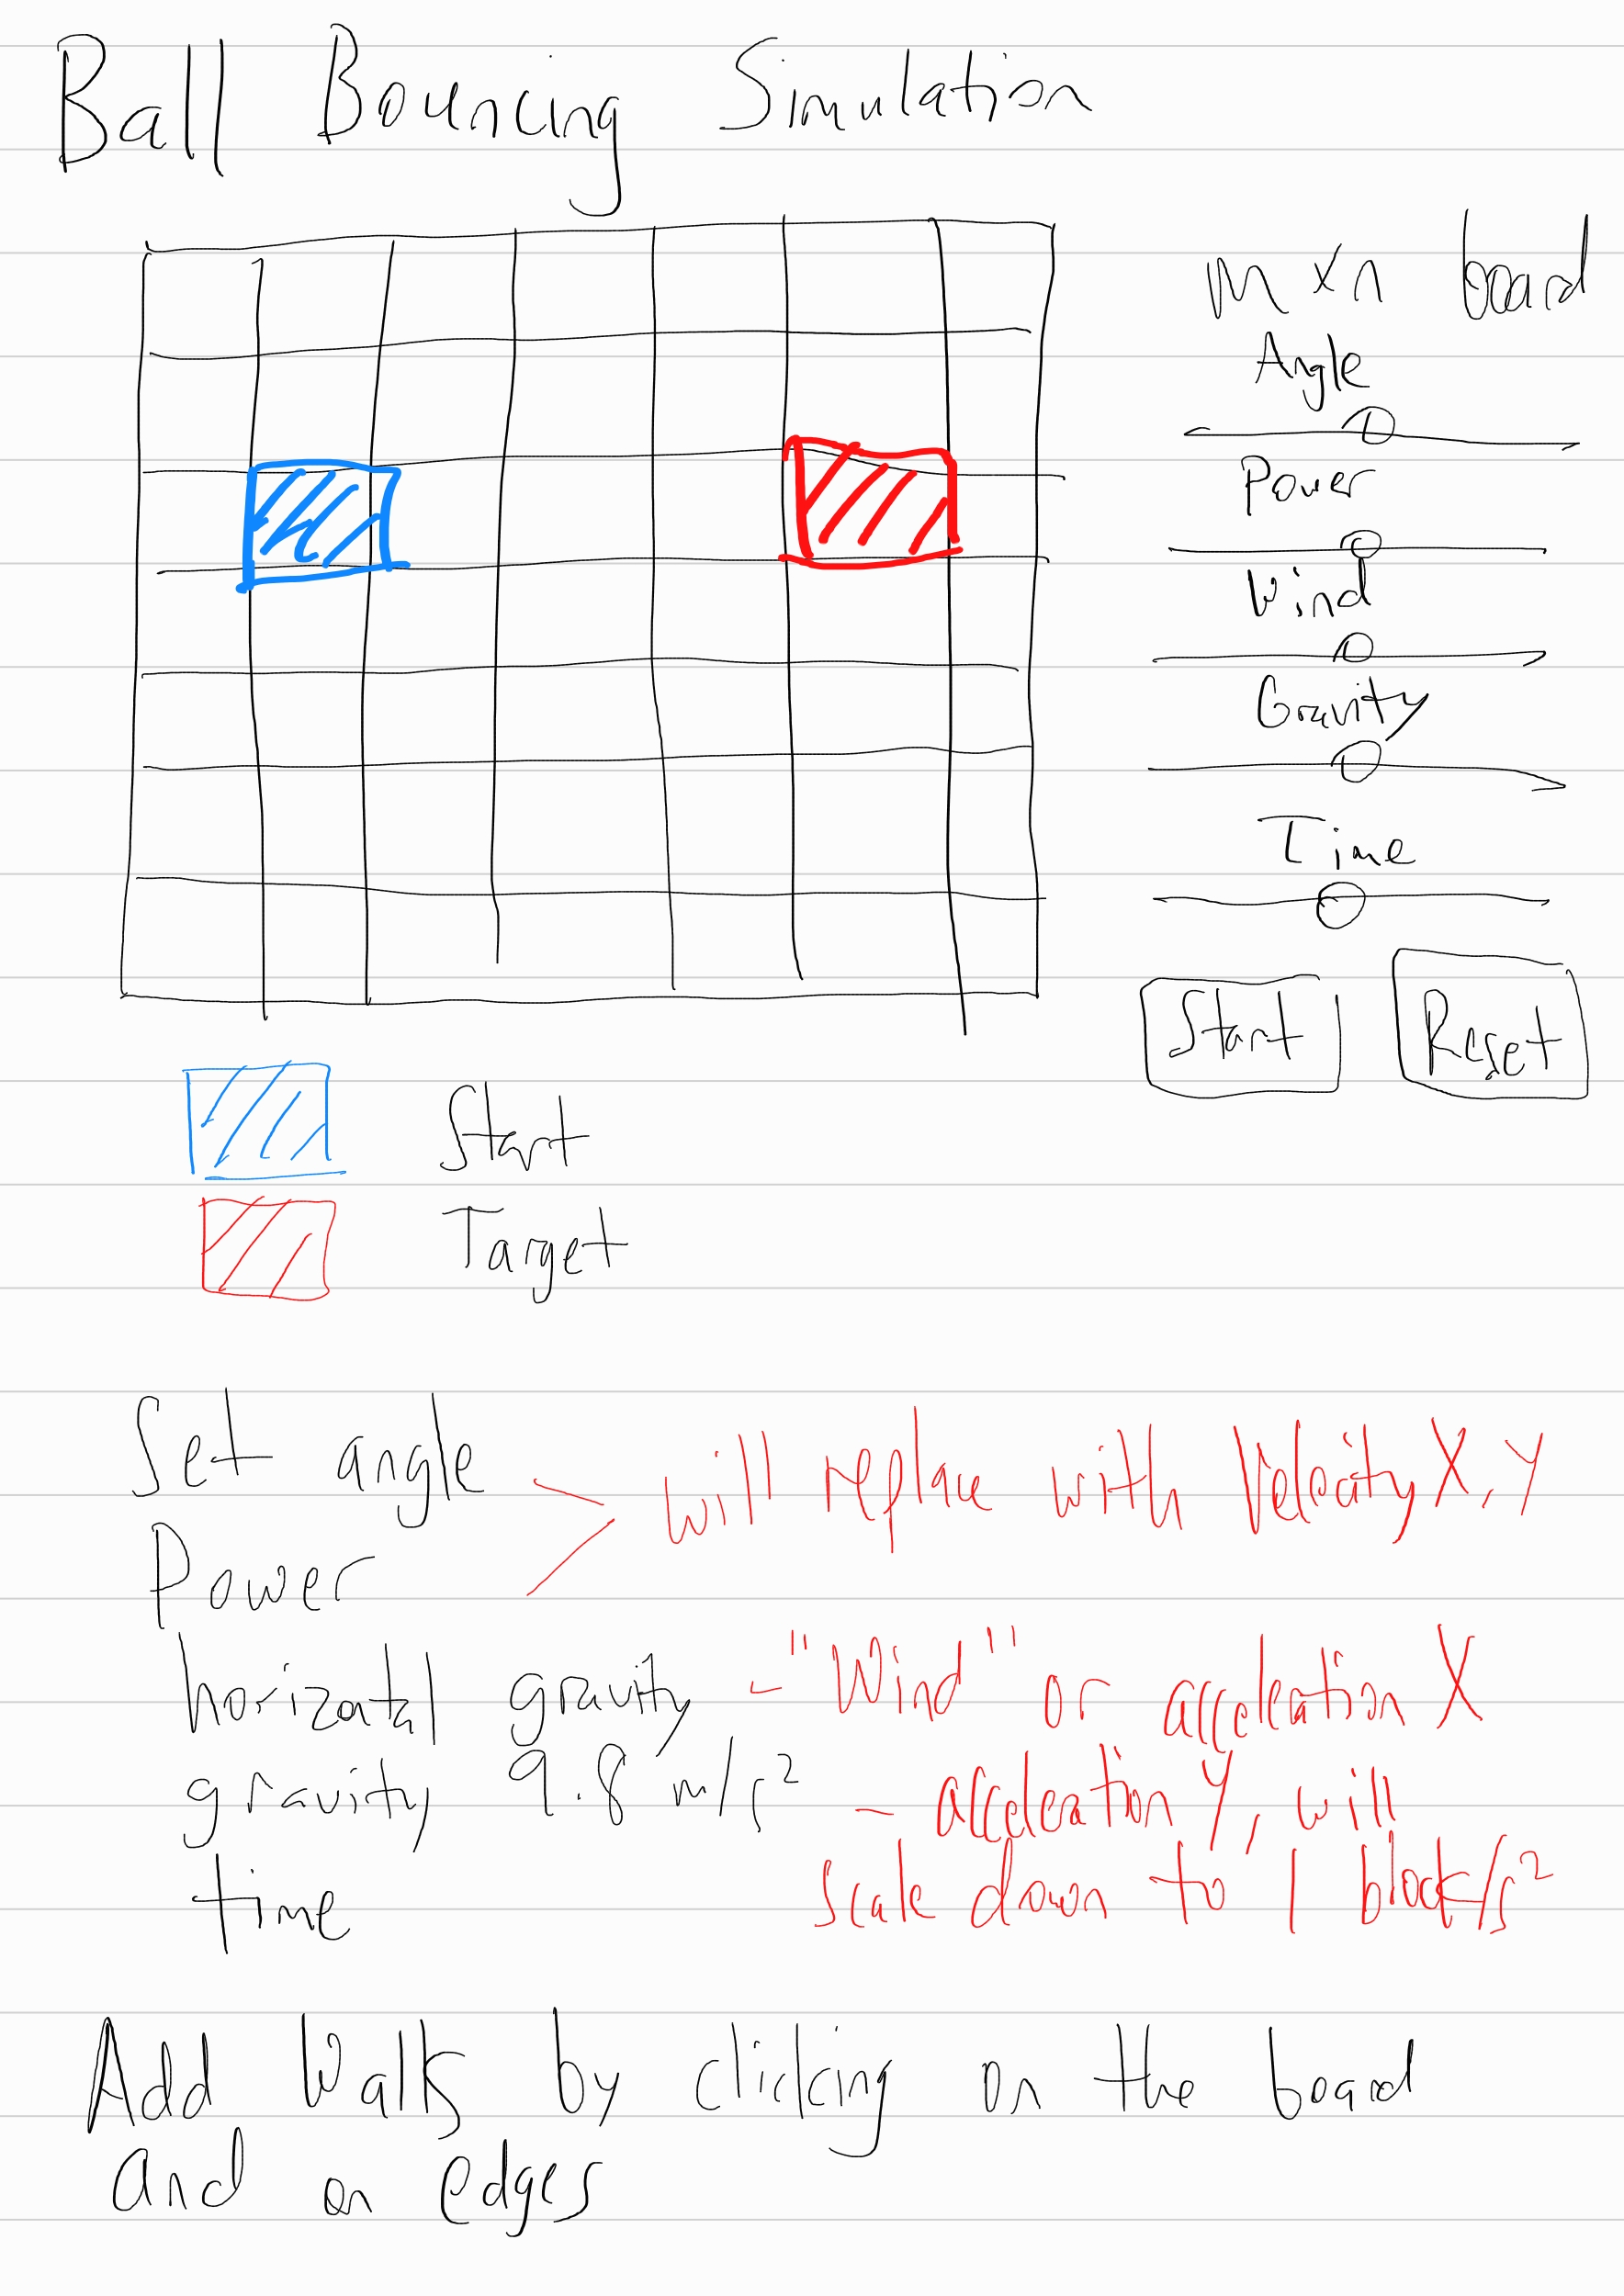 Ball Bouncing Simulation
m x n board
Angle
Power
Wind
Gravity
Time
Start
Reset
Start
Target
Set angle
Power
will replace with Velocity X, Y
horizontal gravity - "Wind" or acceleration X
gravity 9.8 m/s² - acceleration Y, will
scale down to 1 block/s²
time
Add Walls by clicking on the board
and on edges